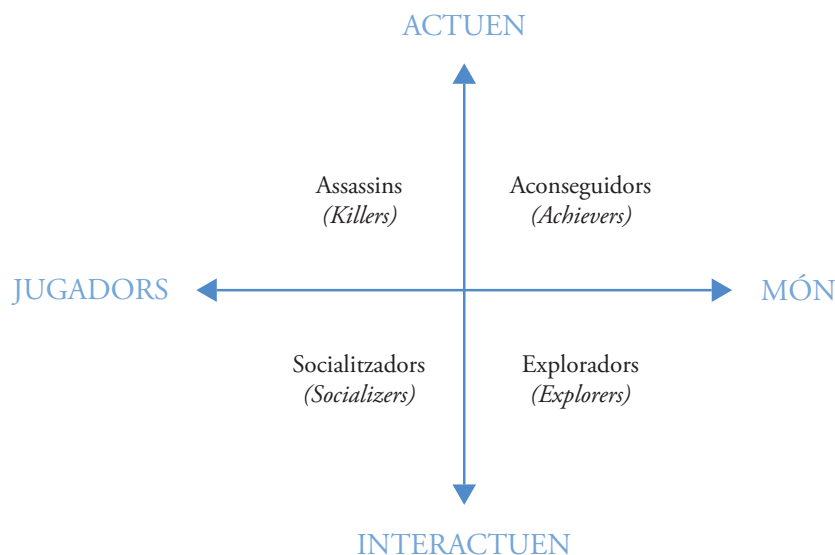 ACTUEN
Assassins
(Killers)
Aconseguidors
(Achievers)
JUGADORS
MÓN
Socialitzadors
(Socializers)
Exploradors
(Explorers)
INTERACTUEN